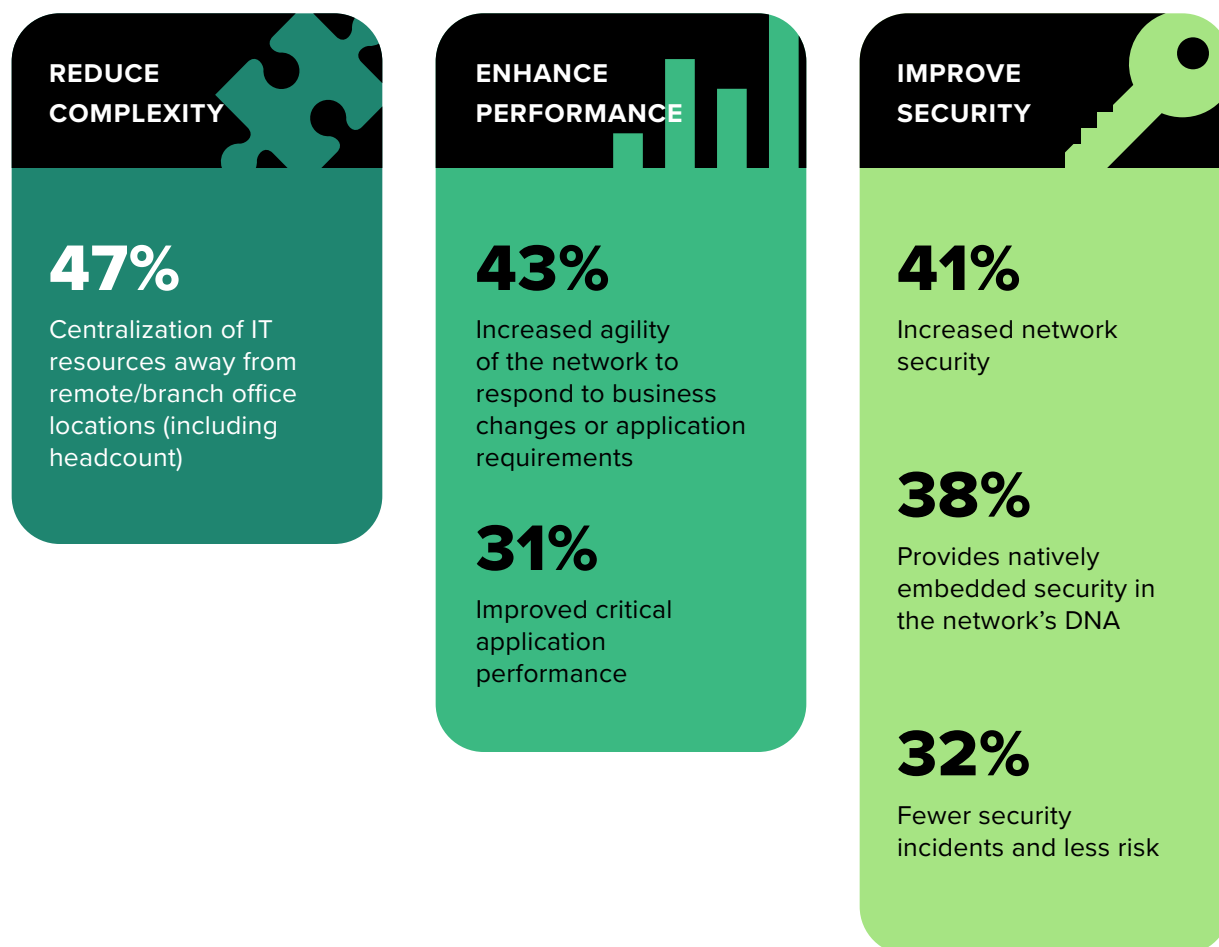 REDUCE
COMPLEXITY
47%
Centralization of IT
resources away from
remote/branch office
locations (including
headcount)
ENHANCE
PERFORMANCE
43%
Increased agility
of the network to
respond to business
changes or application
requirements
31%
Improved critical
application
performance
IMPROVE
SECURITY
41%
Increased network
security
38%
Provides natively
embedded security in
the network’s DNA
32%
Fewer security
incidents and less risk